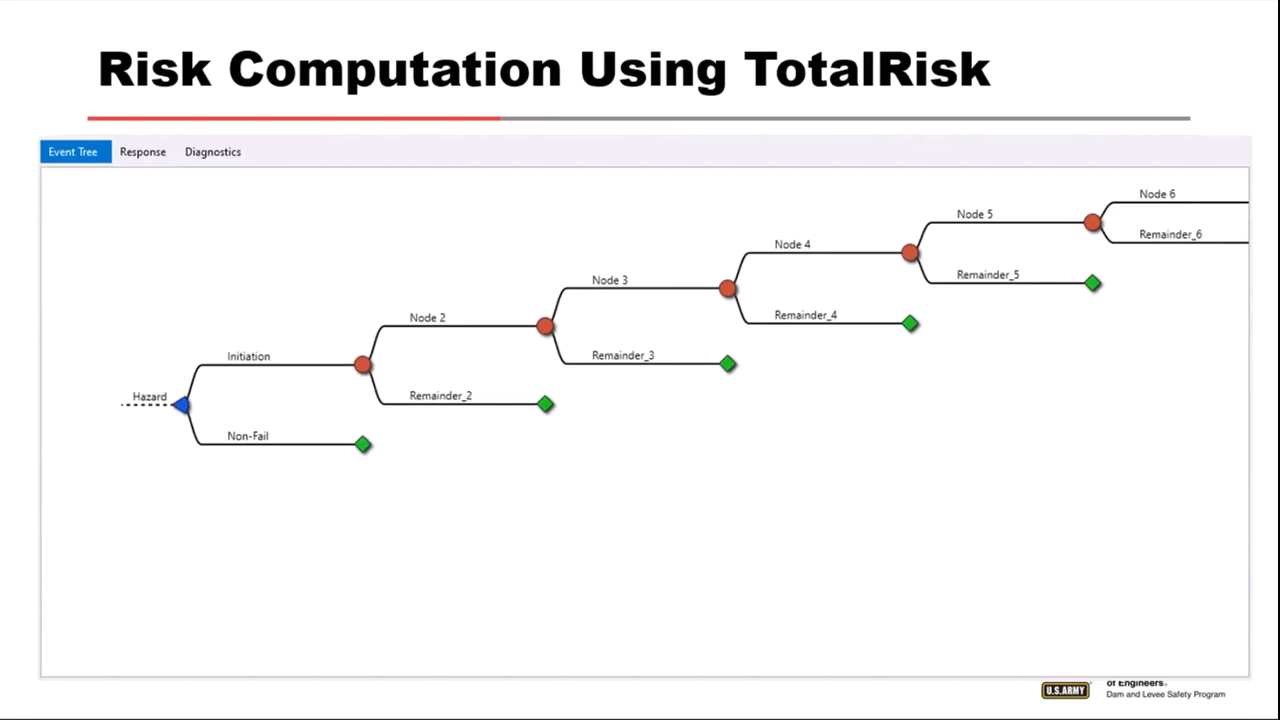 Risk Computation Using TotalRisk
Event Tree Response Diagnostics
Node 6
Node 5
Remainder_6
Node 4
Remainder_5
Node 3
Remainder_4
Node 2
Remainder_3
Initiation
Remainder_2
Hazard
Non-Fail
U.S.ARMY
of Engineers®
Dam and Levee Safety Program